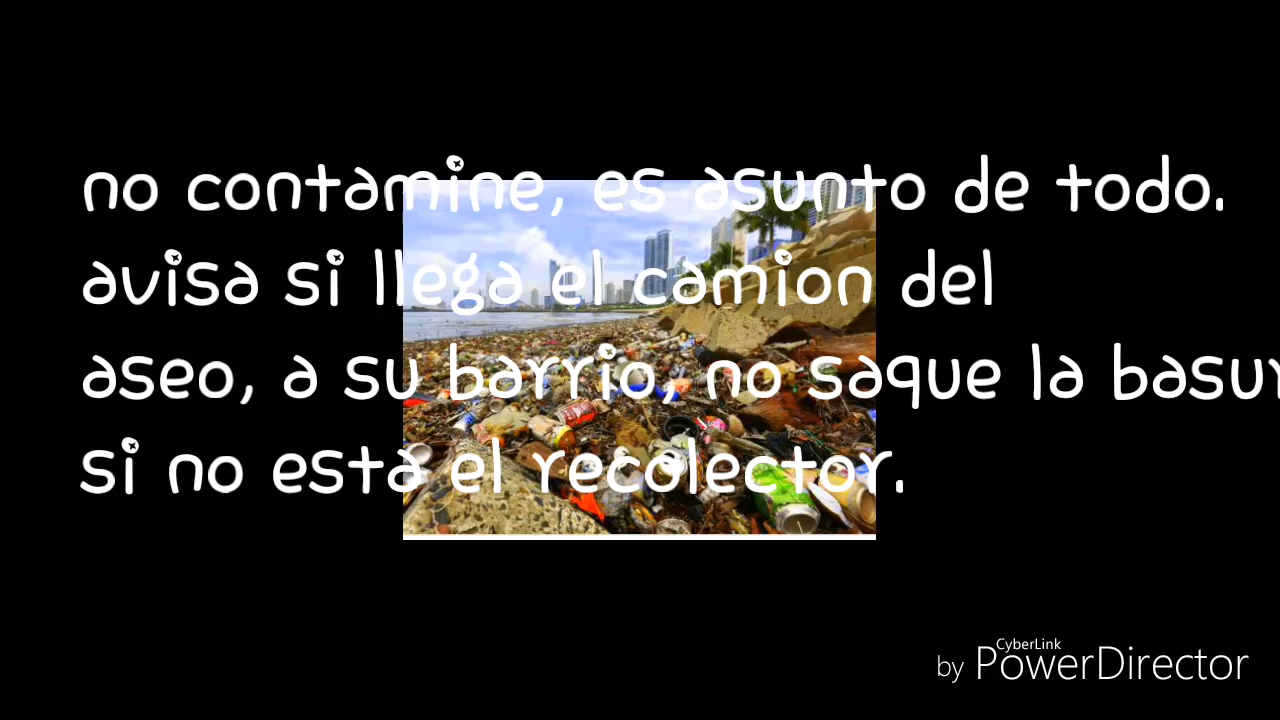 no contamine, es asunto de todo.
avisa si llega el camion del
aseo, a su barrio, no saque la
si no esta el recolector.
CyberLink
by PowerDirector